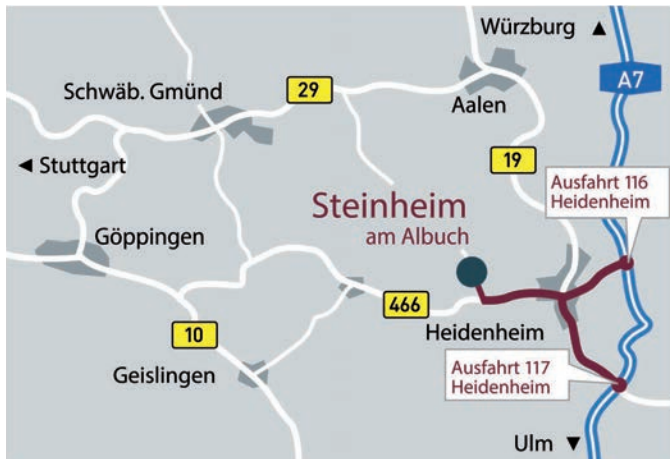 Würzburg ▲
A7
Schwäb. Gmünd
29
Aalen
◄ Stuttgart
19
Ausfahrt 116
Heidenheim
Steinheim
am Albuch
Göppingen
466
Heidenheim
10
Geislingen
Ausfahrt 117
Heidenheim
Ulm ▼